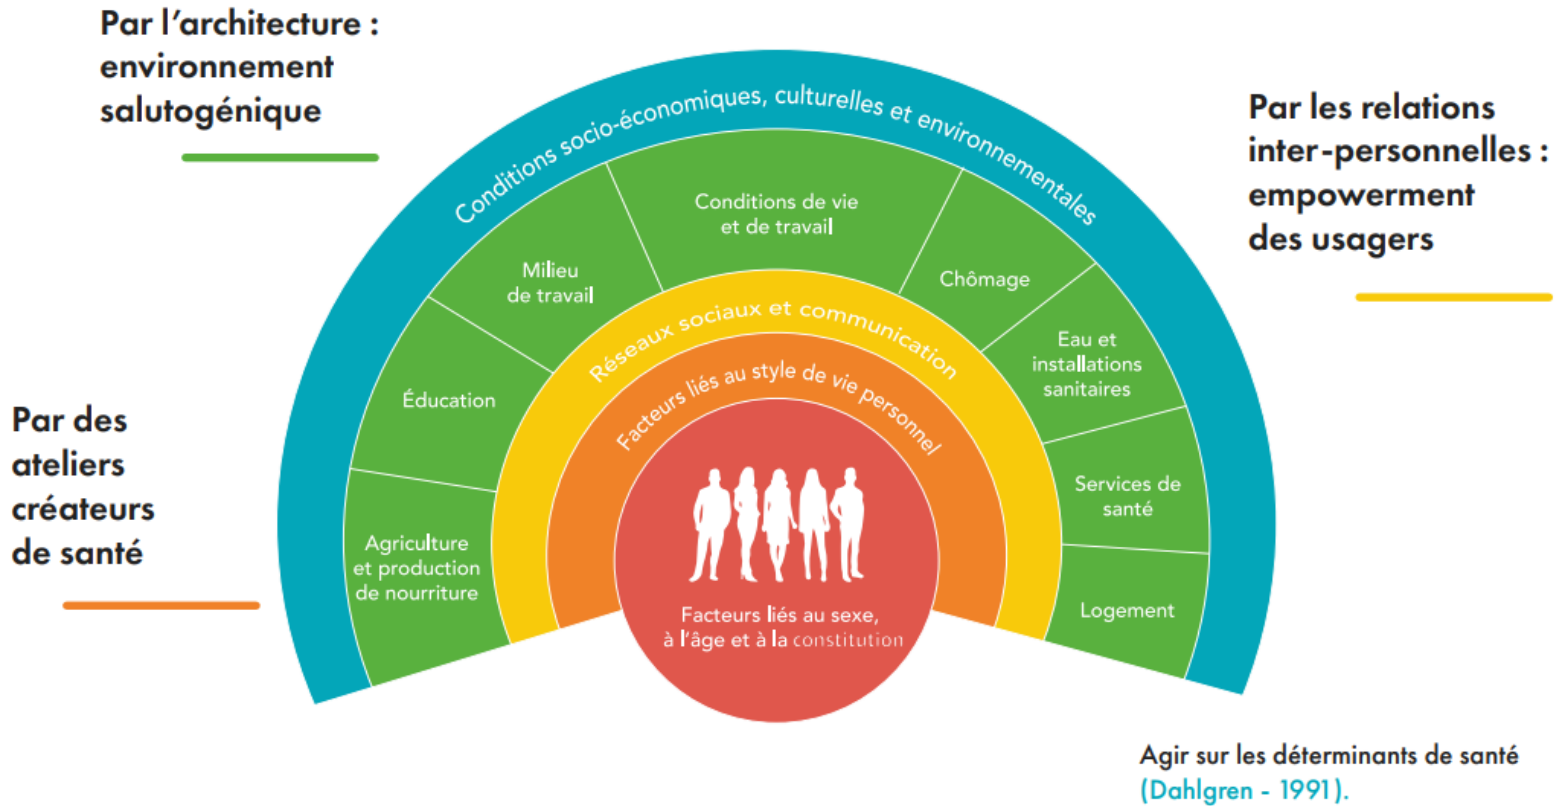 Par l’architecture :
environnement
salutogénique
Par les relations
inter-personnelles :
empowerment
des usagers
Par des
ateliers
créateurs
de santé
Conditions socio-économiques, culturelles et environnementales
Agriculture
et production
de nourriture
Éducation
Milieu
de travail
Conditions de vie
et de travail
Chômage
Eau et
installations
sanitaires
Services de
santé
Logement
Réseaux sociaux et communication
Facteurs liés au style de vie personnel
Facteurs liés au sexe,
à l’âge et à la constitution
Agir sur les déterminants de santé
(Dahlgren - 1991).